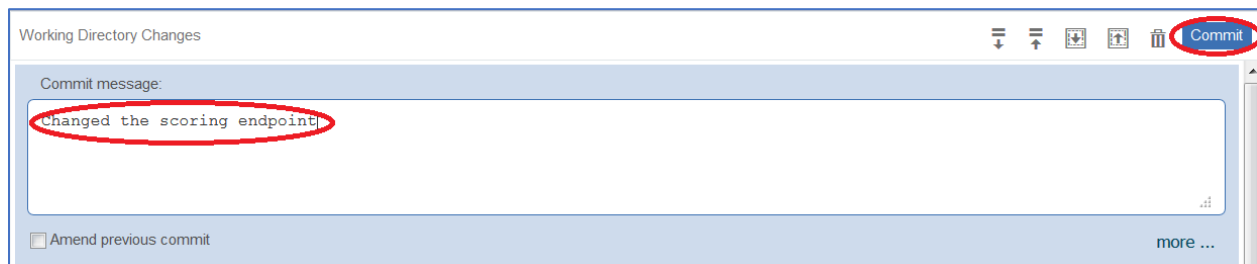 Working Directory Changes
Commit
Commit message:
Changed the scoring endpoint
Amend previous commit
more ...